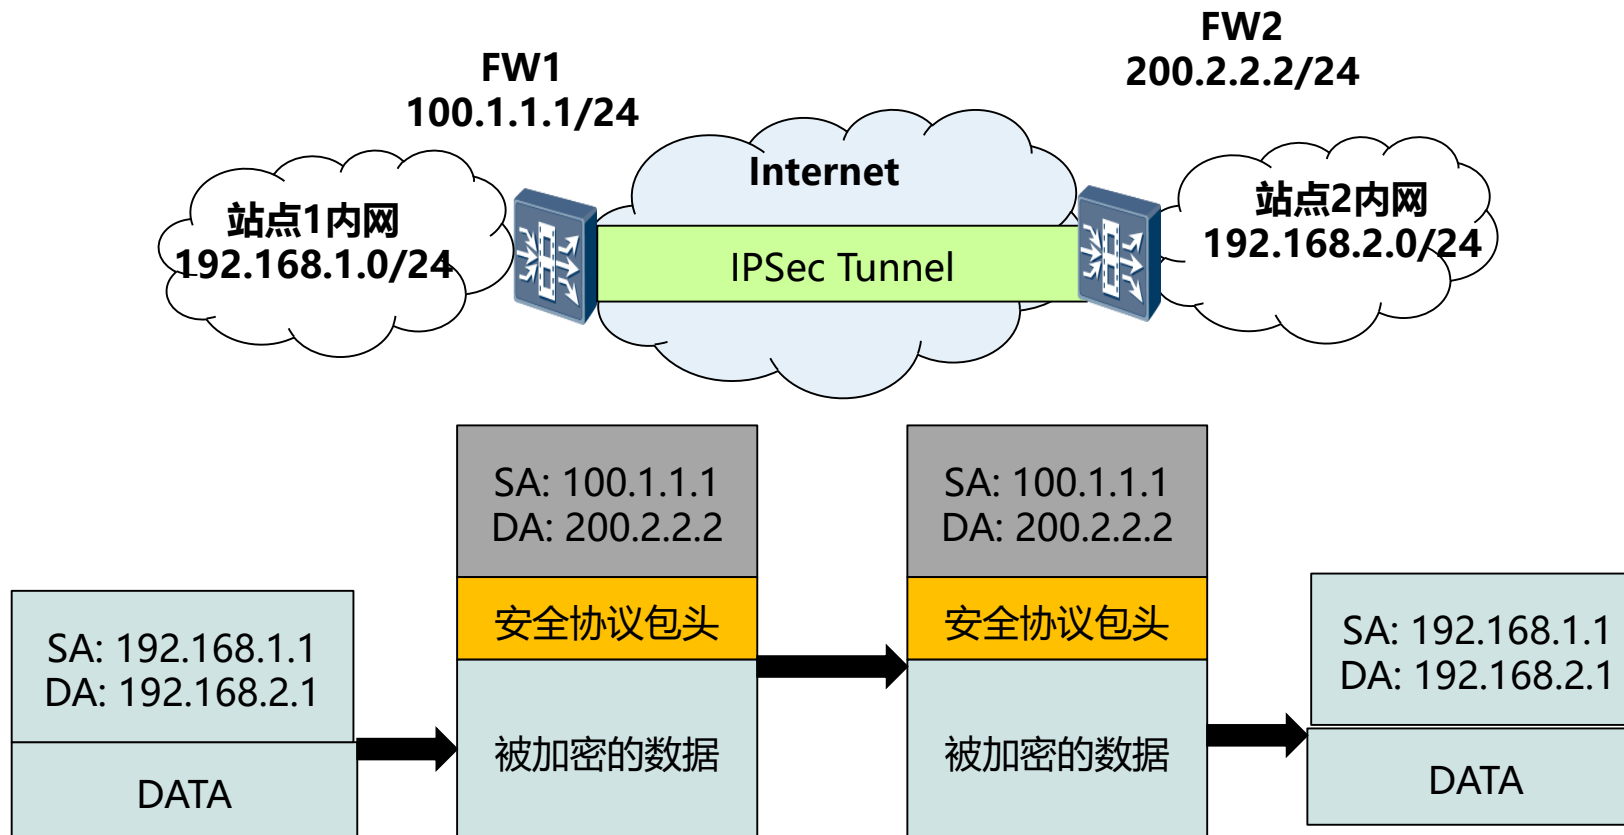 FW1
100.1.1.1/24
FW2
200.2.2.2/24
Internet
站点1内网
192.168.1.0/24
IPSec Tunnel
站点2内网
192.168.2.0/24
SA: 192.168.1.1
DA: 192.168.2.1
DATA
SA: 100.1.1.1
DA: 200.2.2.2
安全协议包头
被加密的数据
SA: 100.1.1.1
DA: 200.2.2.2
安全协议包头
被加密的数据
SA: 192.168.1.1
DA: 192.168.2.1
DATA